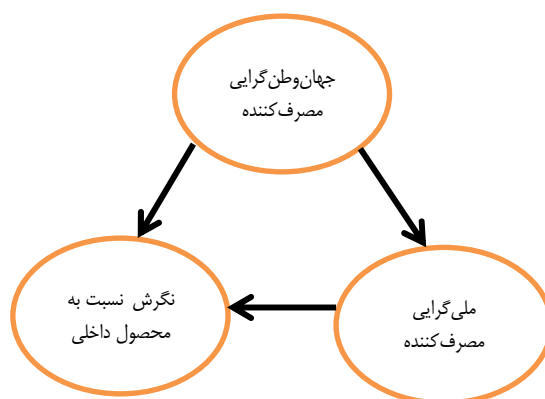 جهان‌وطن‌گرایی
مصرف‌کننده
نگرش نسبت به
محصول داخلی
ملی‌گرایی
مصرف‌کننده